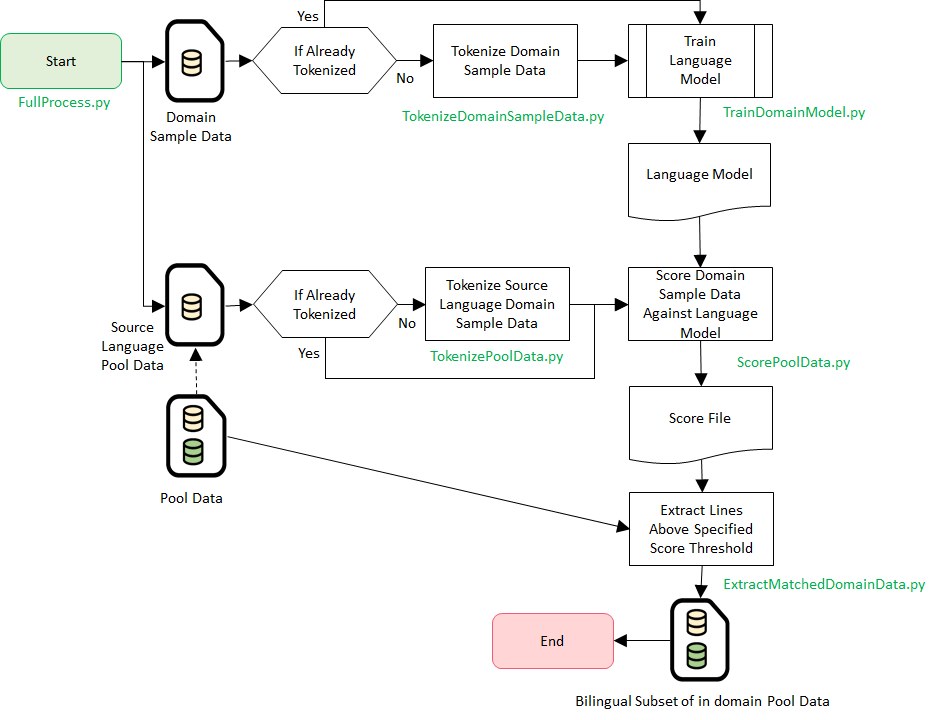 Yes
Start
If Already
Tokenized
No
Tokenize Domain
Sample Data
Train
Language
Model
FullProcess.py
Domain
Sample Data
TokenizeDomainSampleData.py
TrainDomainModel.py
Language Model
If Already
Tokenized
No
Yes
Tokenize Source
Language Domain
Sample Data
Score Domain
Sample Data
Against Language
Model
Source
Language
Pool Data
TokenizePoolData.py
ScorePoolData.py
Score File
Pool Data
Extract Lines
Above Specified
Score Threshold
ExtractMatchedDomainData.py
End
Bilingual Subset of in domain Pool Data